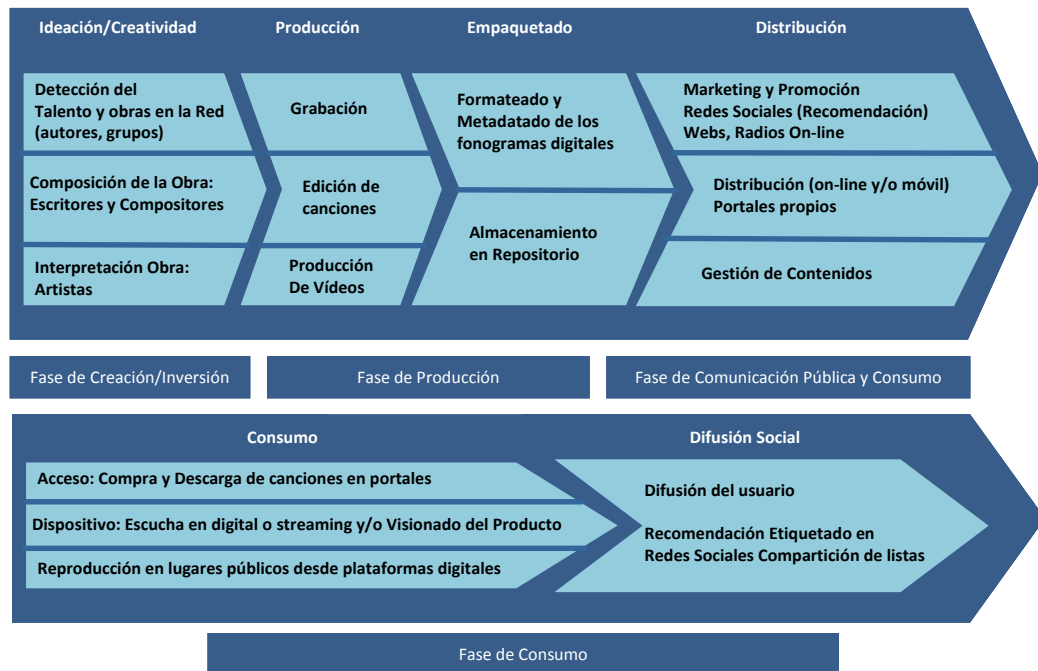 Ideación/Creatividad
Producción
Empaquetado
Distribución
Detección del
Talento y obras en la Red
(autores, grupos)
Composición de la Obra:
Escritores y Compositores
Interpretación Obra:
Artistas
Grabación
Edición de
canciones
Producción
De Vídeos
Formateado y
Metadatado de los
fonogramas digitales
Almacenamiento
en Repositorio
Marketing y Promoción
Redes Sociales (Recomendación)
Webs, Radios On-line
Distribución (on-line y/o móvil)
Portales propios
Gestión de Contenidos
Fase de Creación/Inversión
Fase de Producción
Fase de Comunicación Pública y Consumo
Consumo
Difusión Social
Acceso: Compra y Descarga de canciones en portales
Dispositivo: Escucha en digital o streaming y/o Visionado del Producto
Reproducción en lugares públicos desde plataformas digitales
Difusión del usuario
Recomendación Etiquetado en
Redes Sociales Compartición de listas
Fase de Consumo